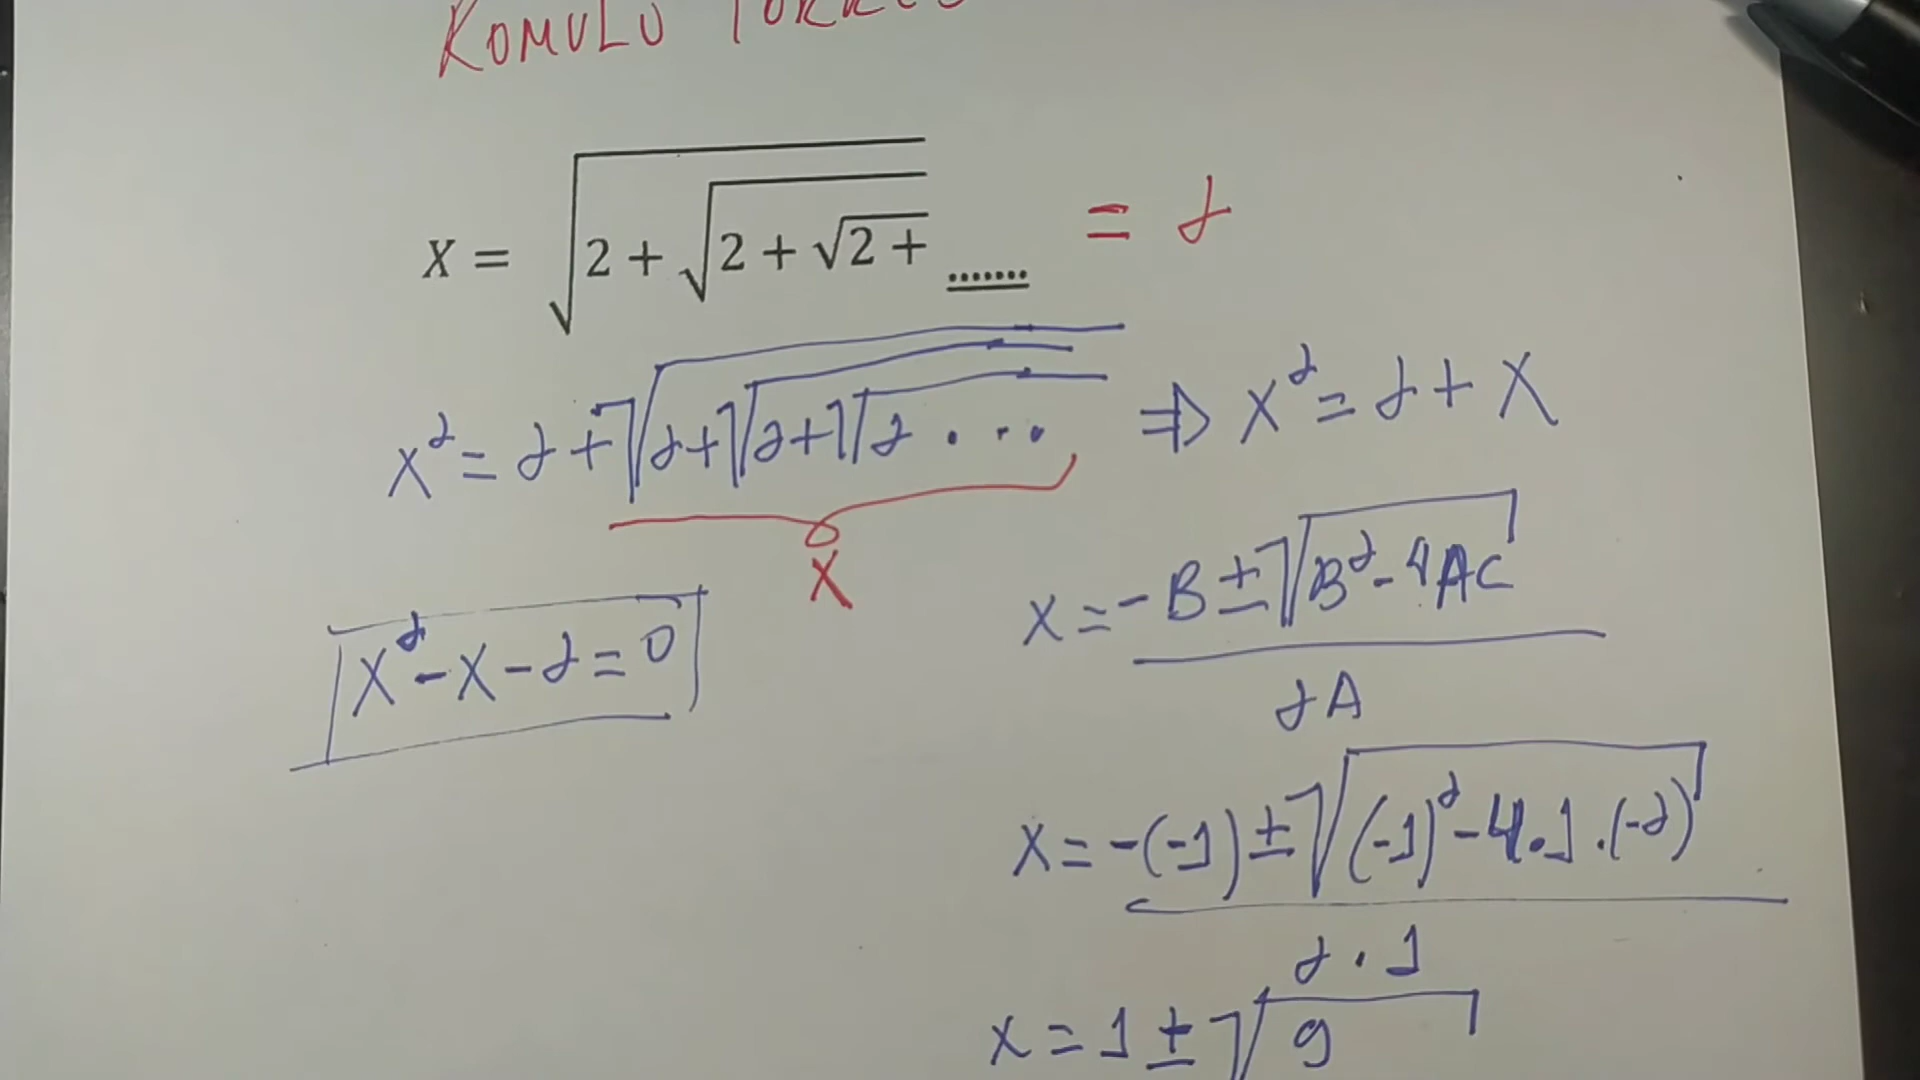 ROMULO
X = √(2 + √(2 + √(2 + ....... = 2
X² = 2 + √(2 + √(2 + √(2 ... ⇒ X² = 2 + X
X
X = -B ± √(B² - 4AC)
X² - X - 2 = 0
2A
X = -(-1) ± √((-1)² - 4.1.(-2))
2 . 1
X = 1 ± √9